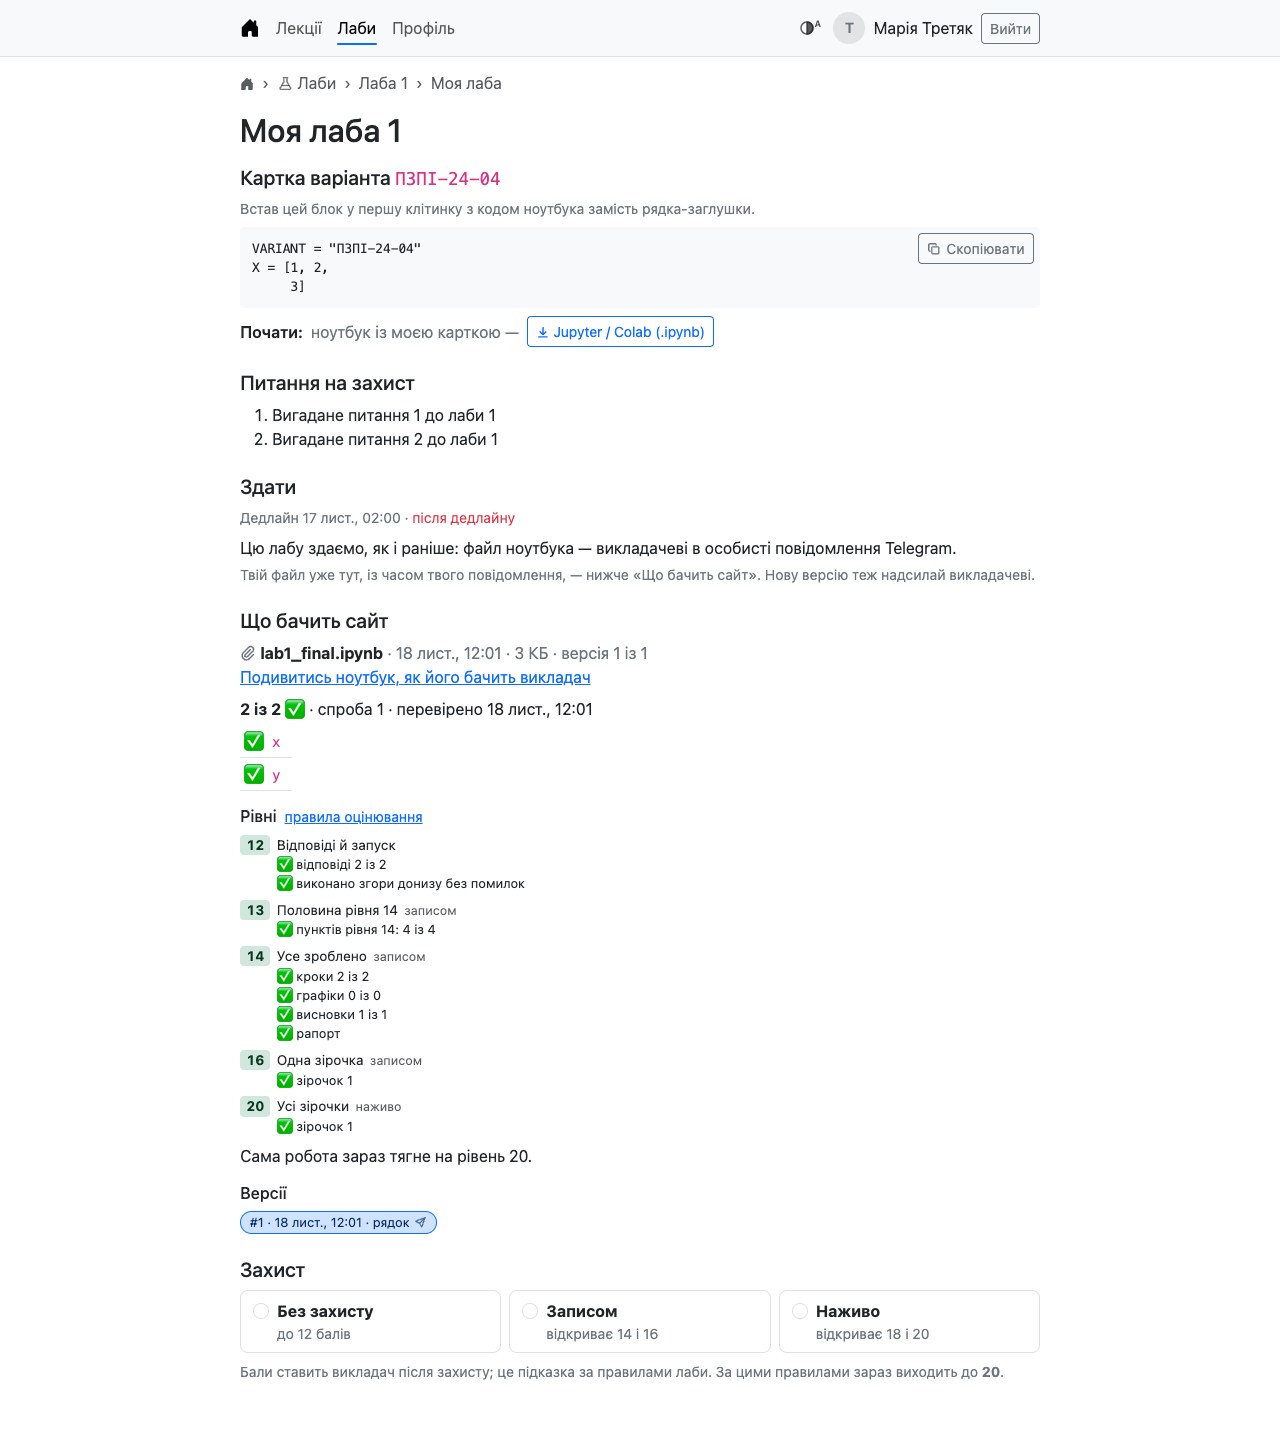 Лекції Лаби Профіль A Т Марія Третяк Вийти
› Лаби › Лаба 1 › Моя лаба
Моя лаба 1
Картка варіанта ПЗПІ-24-04
Встав цей блок у першу клітинку з кодом ноутбука замість рядка-заглушки.
VARIANT = "ПЗПІ-24-04"
X = [1, 2,
3]
Скопіювати
Почати: ноутбук із моєю карткою — Jupyter / Colab (.ipynb)
Питання на захист
1. Вигадане питання 1 до лаби 1
2. Вигадане питання 2 до лаби 1
Здати
Дедлайн 17 лист., 02:00 · після дедлайну
Цю лабу здаємо, як і раніше: файл ноутбука — викладачеві в особисті повідомлення Telegram.
Твій файл уже тут, із часом твого повідомлення, — нижче «Що бачить сайт». Нову версію теж надсилай викладачеві.
Що бачить сайт
lab1_final.ipynb · 18 лист., 12:01 · 3 КБ · версія 1 із 1
Подивитись ноутбук, як його бачить викладач
2 із 2 ✅ · спроба 1 · перевірено 18 лист., 12:01
✅ x
✅ y
Рівні правила оцінювання
12 Відповіді й запуск
✅ відповіді 2 із 2
✅ виконано згори донизу без помилок
13 Половина рівня 14 записом
✅ пунктів рівня 14: 4 із 4
14 Усе зроблено записом
✅ кроки 2 із 2
✅ графіки 0 із 0
✅ висновки 1 із 1
✅ рапорт
16 Одна зірочка записом
✅ зірочок 1
20 Усі зірочки наживо
✅ зірочок 1
Сама робота зараз тягне на рівень 20.
Версії
#1 · 18 лист., 12:01 · рядок
Захист
Без захисту
до 12 балів
Записом
відкриває 14 і 16
Наживо
відкриває 18 і 20
Бали ставить викладач після захисту; це підказка за правилами лаби. За цими правилами зараз виходить до 20.